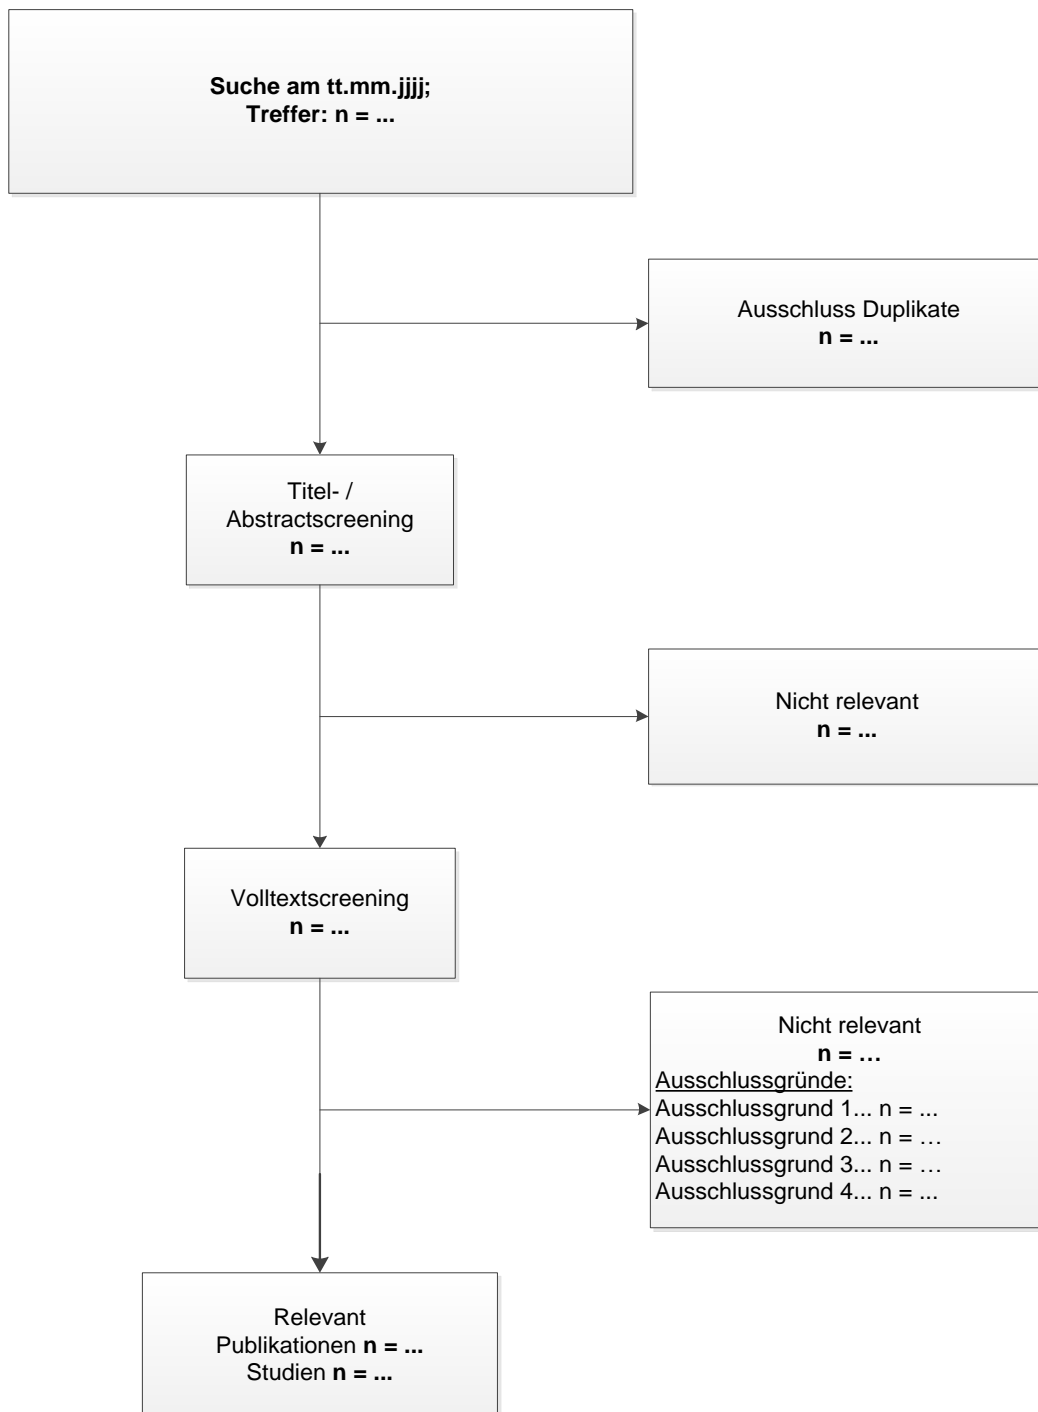 Suche am tt.mm.jjjj;
Treffer: n = ...
Ausschluss Duplikate
n = ...
Titel- /
Abstractscreening
n = ...
Nicht relevant
n = ...
Volltextscreening
n = ...
Nicht relevant
n = …
Ausschlussgründe:
Ausschlussgrund 1... n = ...
Ausschlussgrund 2... n = …
Ausschlussgrund 3... n = …
Ausschlussgrund 4... n = ...
Relevant
Publikationen n = ...
Studien n = ...